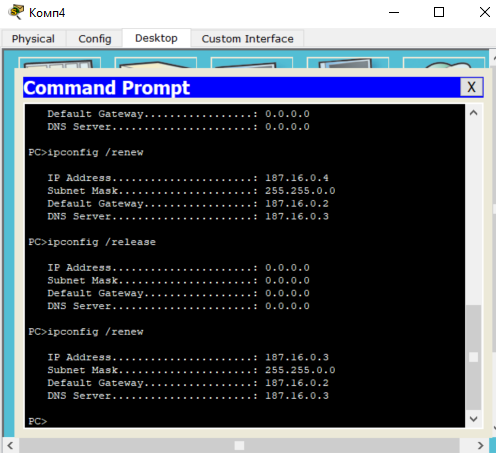 Комп4
Physical Config Desktop Custom Interface
Command Prompt X
Default Gateway.................: 0.0.0.0
DNS Server......................: 0.0.0.0
PC>ipconfig /renew
IP Address......................: 187.16.0.4
Subnet Mask.....................: 255.255.0.0
Default Gateway.................: 187.16.0.2
DNS Server......................: 187.16.0.3
PC>ipconfig /release
IP Address......................: 0.0.0.0
Subnet Mask.....................: 0.0.0.0
Default Gateway.................: 0.0.0.0
DNS Server......................: 0.0.0.0
PC>ipconfig /renew
IP Address......................: 187.16.0.3
Subnet Mask.....................: 255.255.0.0
Default Gateway.................: 187.16.0.2
DNS Server......................: 187.16.0.3
PC>